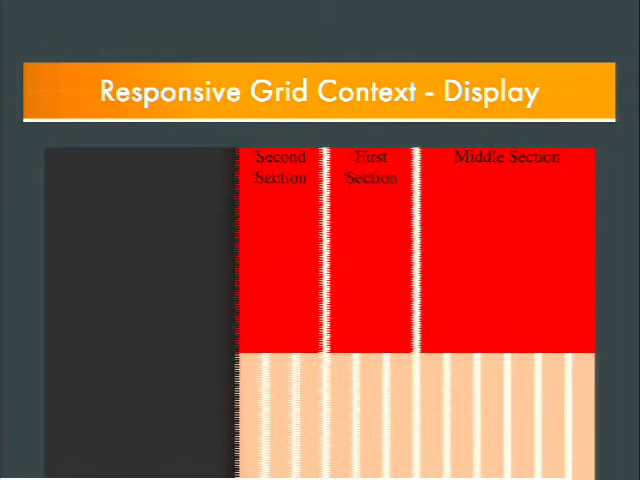 Responsive Grid Context - Display
Second First Middle Section
Section Section